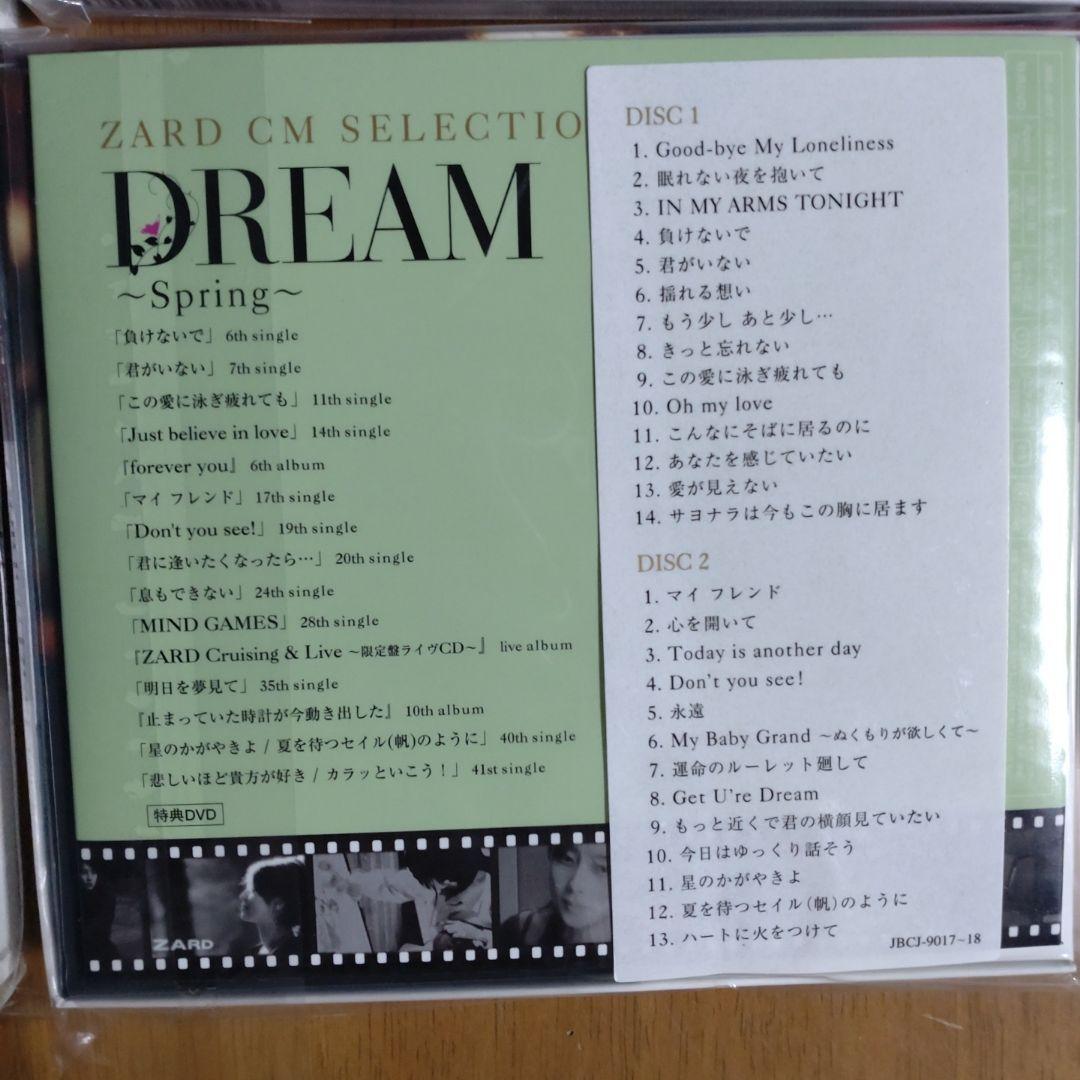 ZARD CM SELECTIO
DREAM
～Spring～
「負けないで」 6th single
「君がいない」 7th single
「この愛に泳ぎ疲れても」 11th single
「Just believe in love」 14th single
『forever you』 6th album
「マイ フレンド」 17th single
「Don't you see!」 19th single
「君に逢いたくなったら…」 20th single
「息もできない」 24th single
「MIND GAMES」 28th single
『ZARD Cruising & Live ～限定盤ライヴCD～』 live album
「明日を夢見て」 35th single
『止まっていた時計が今動き出した』 10th album
「星のかがやきよ / 夏を待つセイル(帆)のように」 40th single
「悲しいほど貴方が好き / カラッといこう！」 41st single
特典DVD
ZARD
DISC 1
1. Good-bye My Loneliness
2. 眠れない夜を抱いて
3. IN MY ARMS TONIGHT
4. 負けないで
5. 君がいない
6. 揺れる想い
7. もう少し あと少し…
8. きっと忘れない
9. この愛に泳ぎ疲れても
10. Oh my love
11. こんなにそばに居るのに
12. あなたを感じていたい
13. 愛が見えない
14. サヨナラは今もこの胸に居ます
DISC 2
1. マイ フレンド
2. 心を開いて
3. Today is another day
4. Don't you see!
5. 永遠
6. My Baby Grand ～ぬくもりが欲しくて～
7. 運命のルーレット廻して
8. Get U're Dream
9. もっと近くで君の横顔見ていたい
10. 今日はゆっくり話そう
11. 星のかがやきよ
12. 夏を待つセイル(帆)のように
13. ハートに火をつけて
JBCJ-9017～18